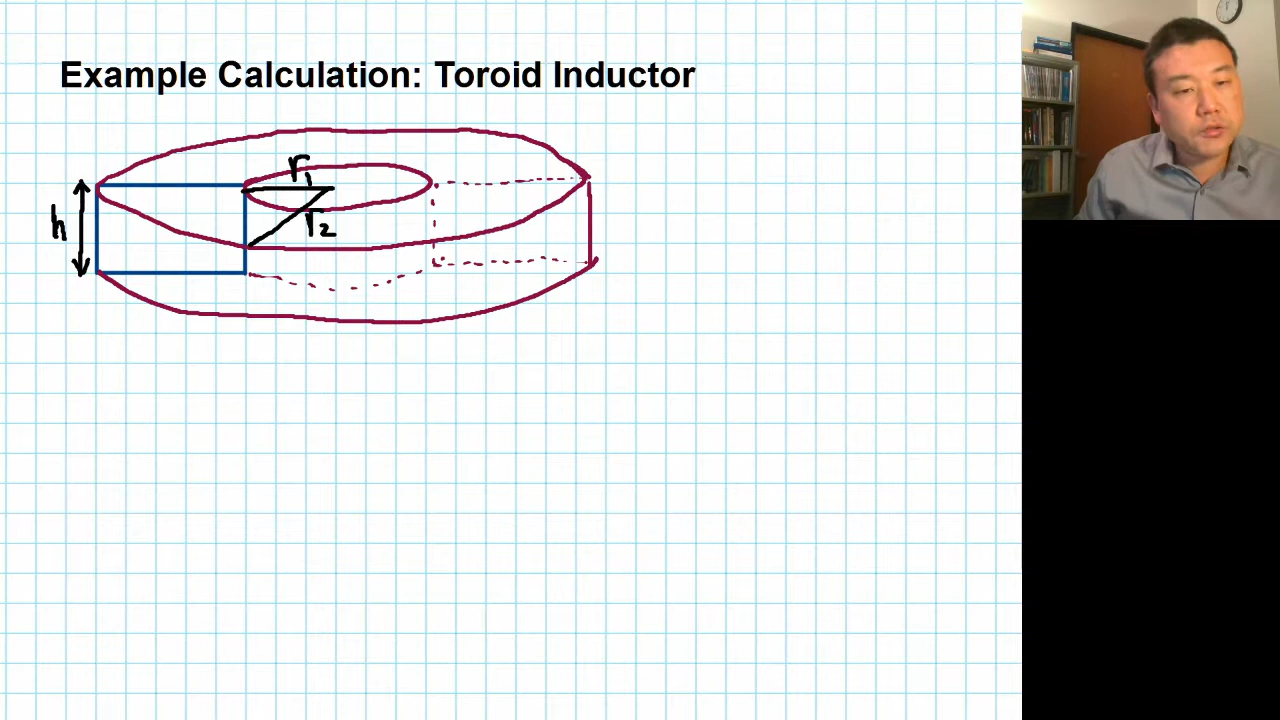 Example Calculation: Toroid Inductor
r₁
h
r₂